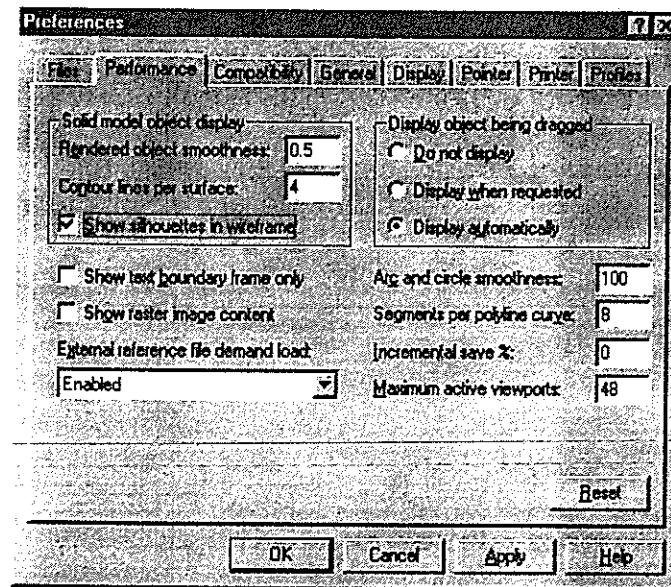 Preferences
Files Performance Compatibility General Display Pointer Printer Profiles
Solid model object display
Rendered object smoothness: 0.5
Contour lines per surface: 4
Show silhouettes in wireframe
Display object being dragged
Do not display
Display when requested
Display automatically
Show text boundary frame only
Show raster image content
External reference file demand load:
Enabled
Arc and circle smoothness: 100
Segments per polyline curve: 8
Incremental save %: 0
Maximum active viewports: 48
Reset
OK Cancel Apply Help